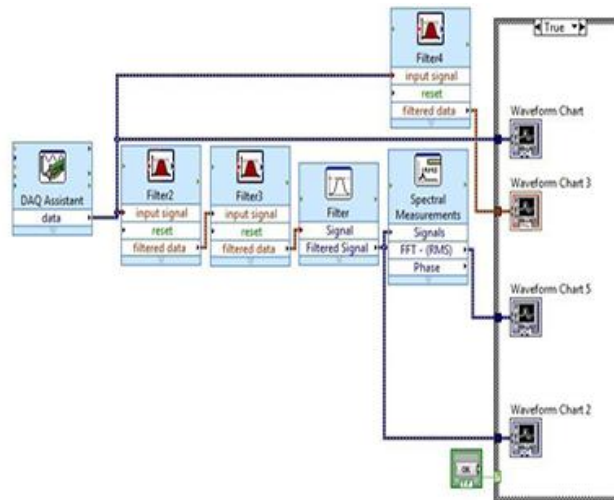 True
Filter4
input signal
reset
filtered data
Waveform Chart
DAQ Assistant
data
Filter2
input signal
reset
filtered data
Filter3
input signal
reset
filtered data
Filter
Signal
Filtered Signal
Spectral
Measurements
Signals
FFT - (RMS)
Phase
Waveform Chart 3
Waveform Chart 5
Waveform Chart 2
OK